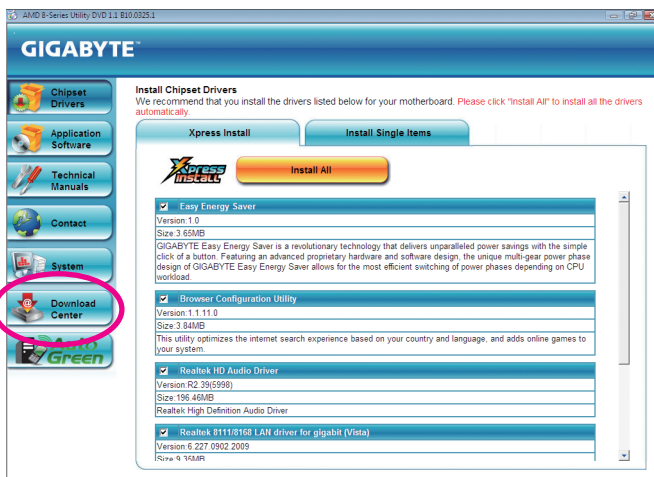 AMD 8-Series Utility DVD 1.1 B10.0325.1
GIGABYTE™
Chipset
Drivers
Application
Software
Technical
Manuals
Contact
System
Download
Center
Auto
Green
Install Chipset Drivers
We recommend that you install the drivers listed below for your motherboard. Please click "Install All" to install all the drivers
automatically.
Xpress Install
Install Single Items
Xpress
Install
Install All
Easy Energy Saver
Version:1.0
Size:3.65MB
GIGABYTE Easy Energy Saver is a revolutionary technology that delivers unparalleled power savings with the simple
click of a button. Featuring an advanced proprietary hardware and software design, the unique multi-gear power phase
design of GIGABYTE Easy Energy Saver allows for the most efficient switching of power phases depending on CPU
workload.
Browser Configuration Utility
Version:1.1.11.0
Size:3.84MB
This utility optimizes the internet search experience based on your country and language, and adds online games to
your system.
Realtek HD Audio Driver
Version:R2.39(5998)
Size:196.46MB
Realtek High Definition Audio Driver
Realtek 8111/8168 LAN driver for gigabit (Vista)
Version:6.227.0902.2009
Size:9.35MB